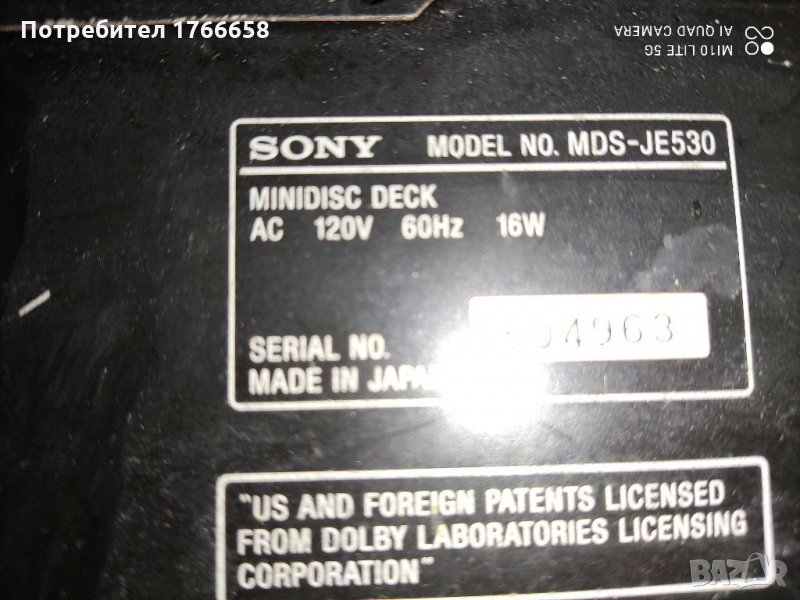 Потребител 1766658
MI 10 LITE 5G
AI QUAD CAMERA
SONY MODEL NO. MDS-JE530
MINIDISC DECK
AC 120V 60Hz 16W
SERIAL NO.
MADE IN
"US AND FOREIGN PATENTS LICENSED
FROM DOLBY LABORATORIES LICENSING
CORPORATION"
BAZAR